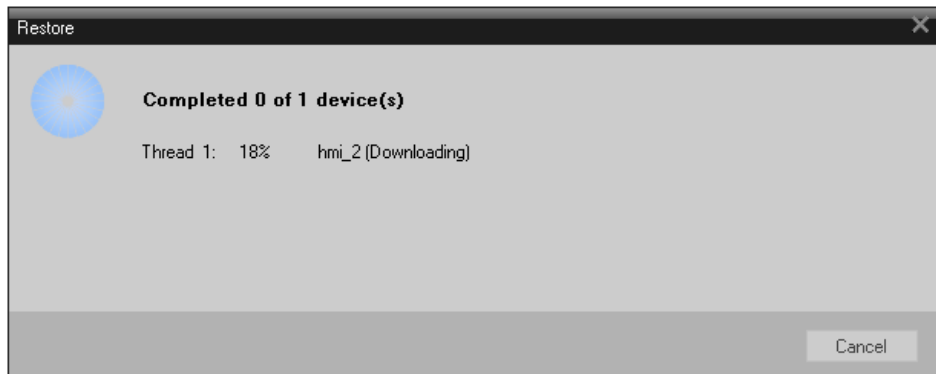 Restore
Completed 0 of 1 device(s)
Thread 1: 18% hmi_2 (Downloading)
Cancel